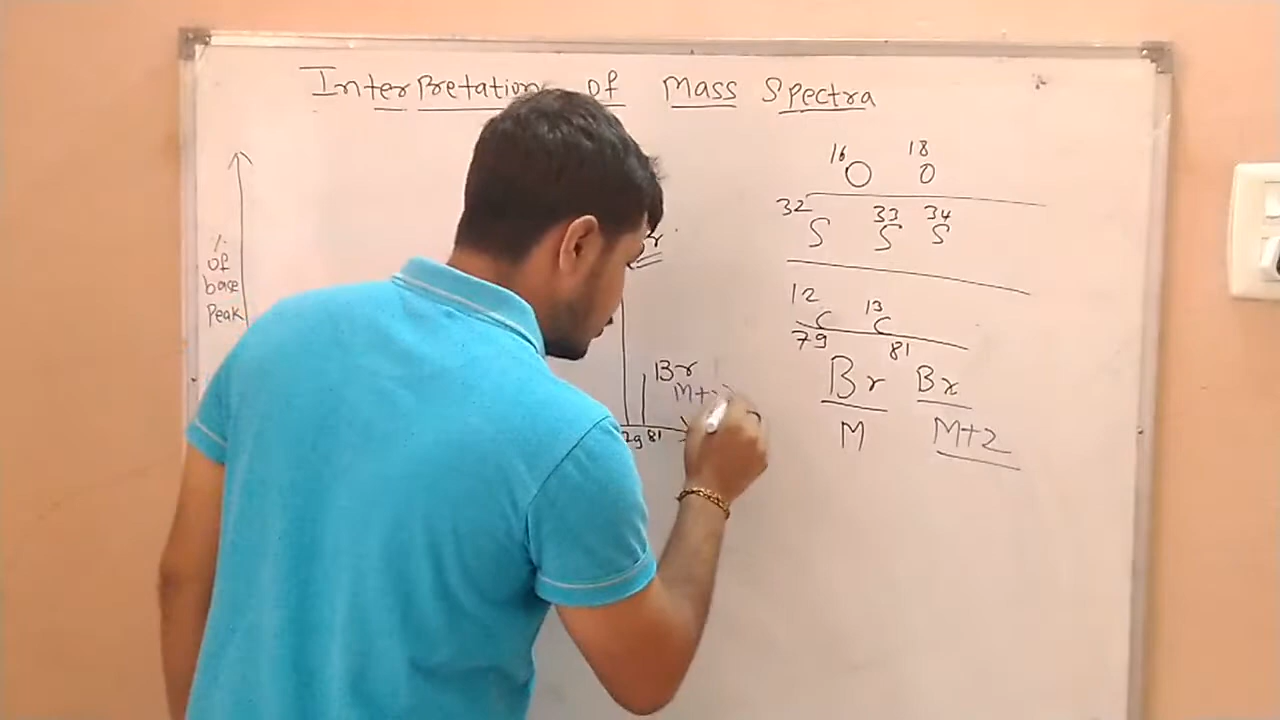 Interpretation of Mass Spectra
%
of
base
Peak
16 O 18 O
32 S 33 S 34 S
12 C 13 C
79 Br 81 Br
M M+2
Br
81